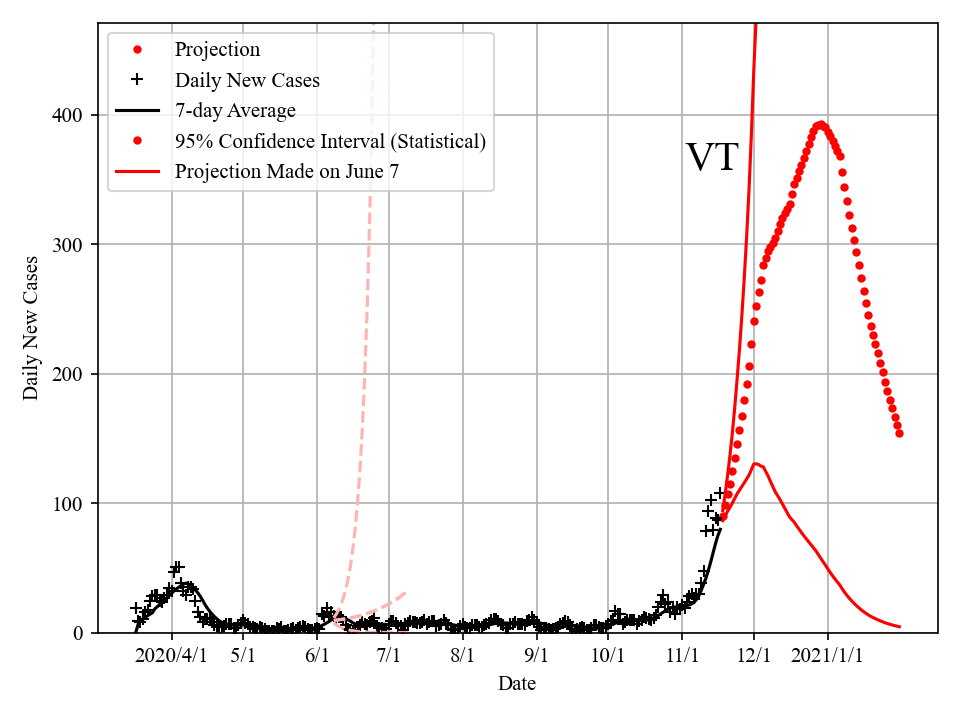 Projection
Daily New Cases
7-day Average
95% Confidence Interval (Statistical)
Projection Made on June 7
VT
400
300
200
100
0
Daily New Cases
2020/4/1 5/1 6/1 7/1 8/1 9/1 10/1 11/1 12/1 2021/1/1
Date